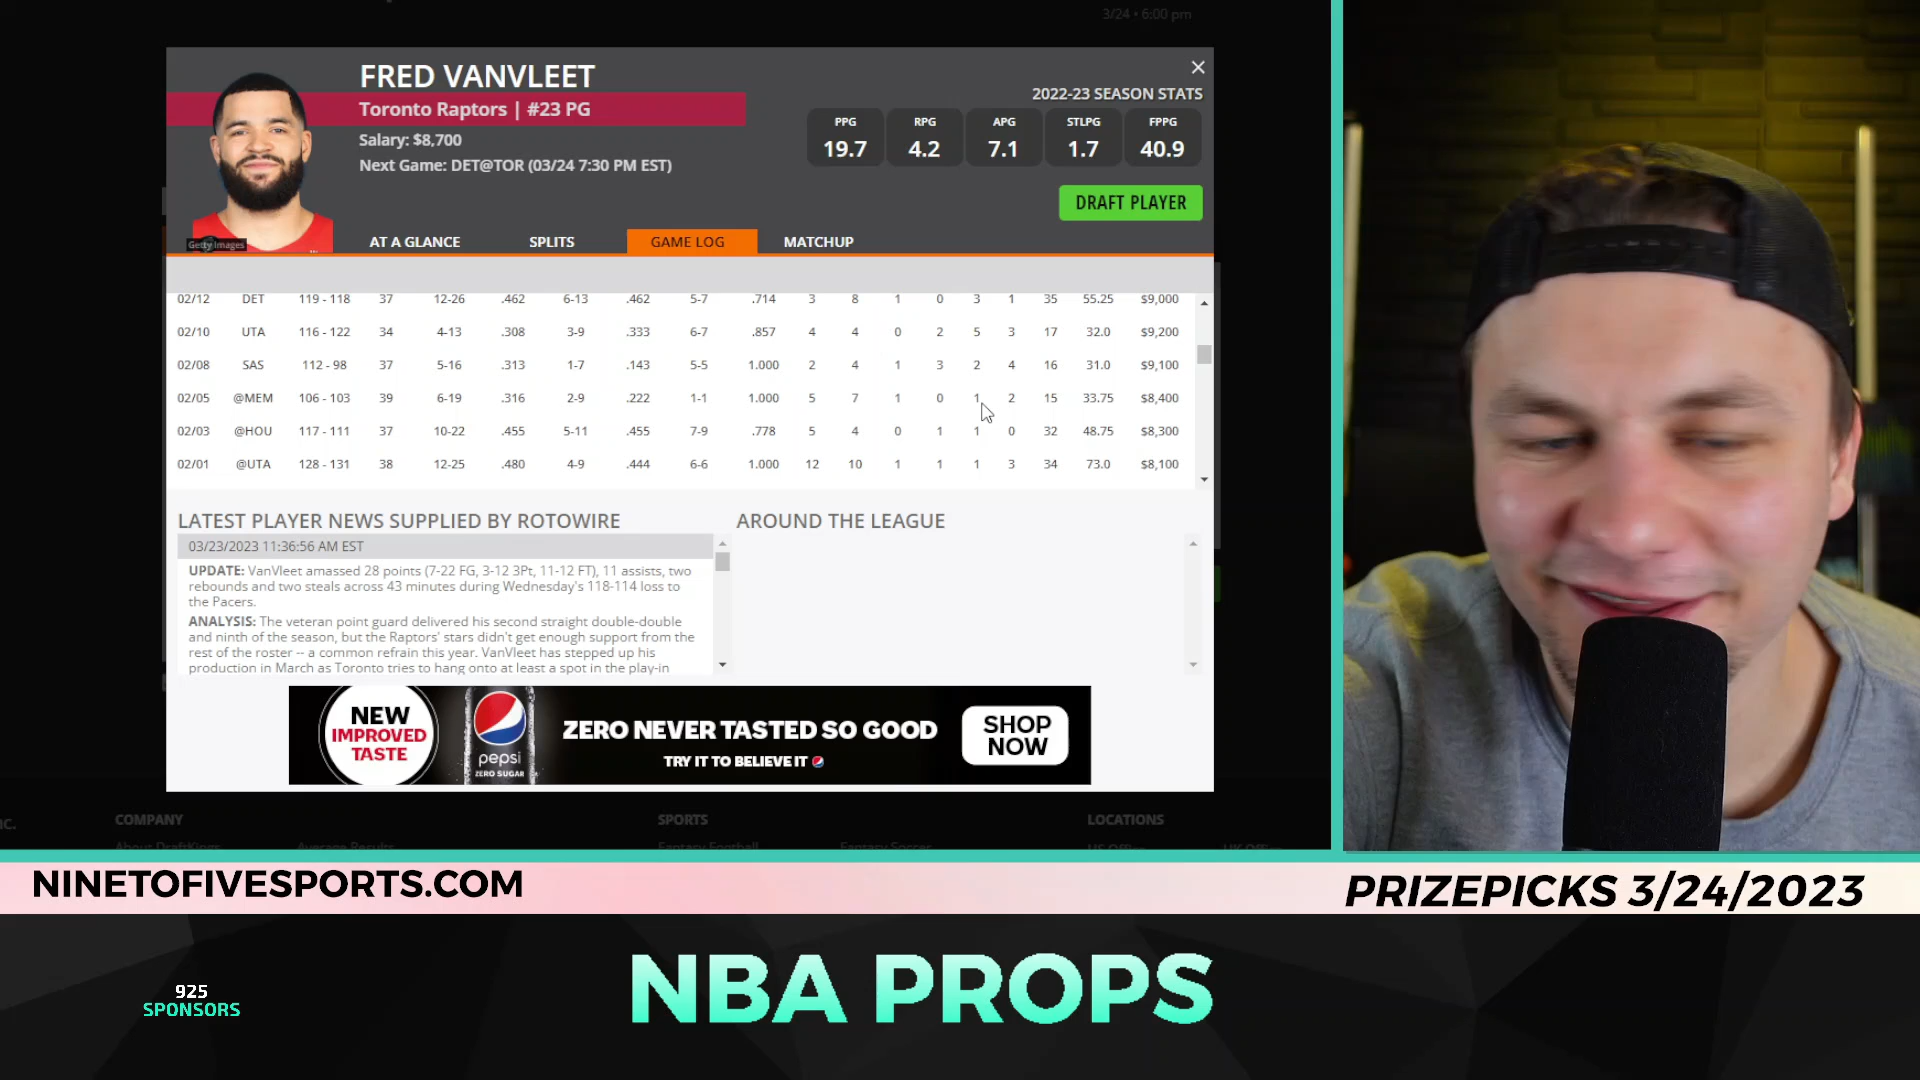 3/24 • 6:00 pm
FRED VANVLEET
Toronto Raptors | #23 PG
Salary: $8,700
Next Game: DET@TOR (03/24 7:30 PM EST)
2022-23 SEASON STATS
PPG RPG APG STLPG FPPG
19.7 4.2 7.1 1.7 40.9
DRAFT PLAYER
Getty Images
AT A GLANCE SPLITS GAME LOG MATCHUP
02/12 DET 119 - 118 37 12-26 .462 6-13 .462 5-7 .714 3 8 1 0 3 1 35 55.25 $9,000
02/10 UTA 116 - 122 34 4-13 .308 3-9 .333 6-7 .857 4 4 0 2 5 3 17 32.0 $9,200
02/08 SAS 112 - 98 37 5-16 .313 1-7 .143 5-5 1.000 2 4 1 3 2 4 16 31.0 $9,100
02/05 @MEM 106 - 103 39 6-19 .316 2-9 .222 1-1 1.000 5 7 1 0 1 2 15 33.75 $8,400
02/03 @HOU 117 - 111 37 10-22 .455 5-11 .455 7-9 .778 5 4 0 1 1 0 32 48.75 $8,300
02/01 @UTA 128 - 131 38 12-25 .480 4-9 .444 6-6 1.000 12 10 1 1 1 3 34 73.0 $8,100
LATEST PLAYER NEWS SUPPLIED BY ROTOWIRE
03/23/2023 11:36:56 AM EST
UPDATE: VanVleet amassed 28 points (7-22 FG, 3-12 3Pt, 11-12 FT), 11 assists, two
rebounds and two steals across 43 minutes during Wednesday's 118-114 loss to
the Pacers.
ANALYSIS: The veteran point guard delivered his second straight double-double
and ninth of the season, but the Raptors' stars didn't get enough support from the
rest of the roster -- a common refrain this year. VanVleet has stepped up his
production in March as Toronto tries to hang onto at least a spot in the play-in
AROUND THE LEAGUE
NEW
IMPROVED
TASTE
pepsi
ZERO SUGAR
ZERO NEVER TASTED SO GOOD
TRY IT TO BELIEVE IT
SHOP
NOW
COMPANY SPORTS LOCATIONS
About DraftKings Average Results Fantasy Football Fantasy Soccer
NINETOFIVESPORTS.COM
PRIZEPICKS 3/24/2023
925
SPONSORS
NBA PROPS